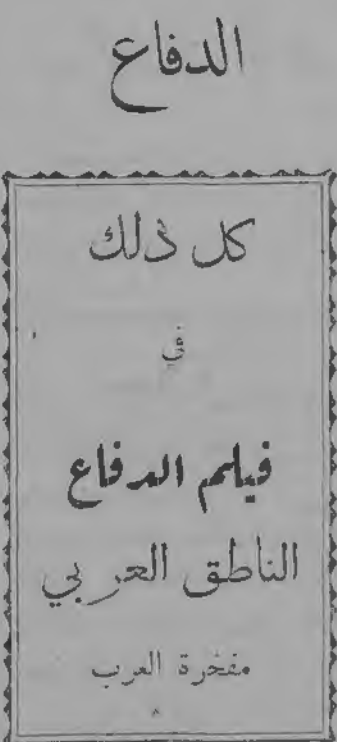 الدفاع
كل ذلك
في
فيلم الدفاع
الناطق العربي
مفخرة العرب